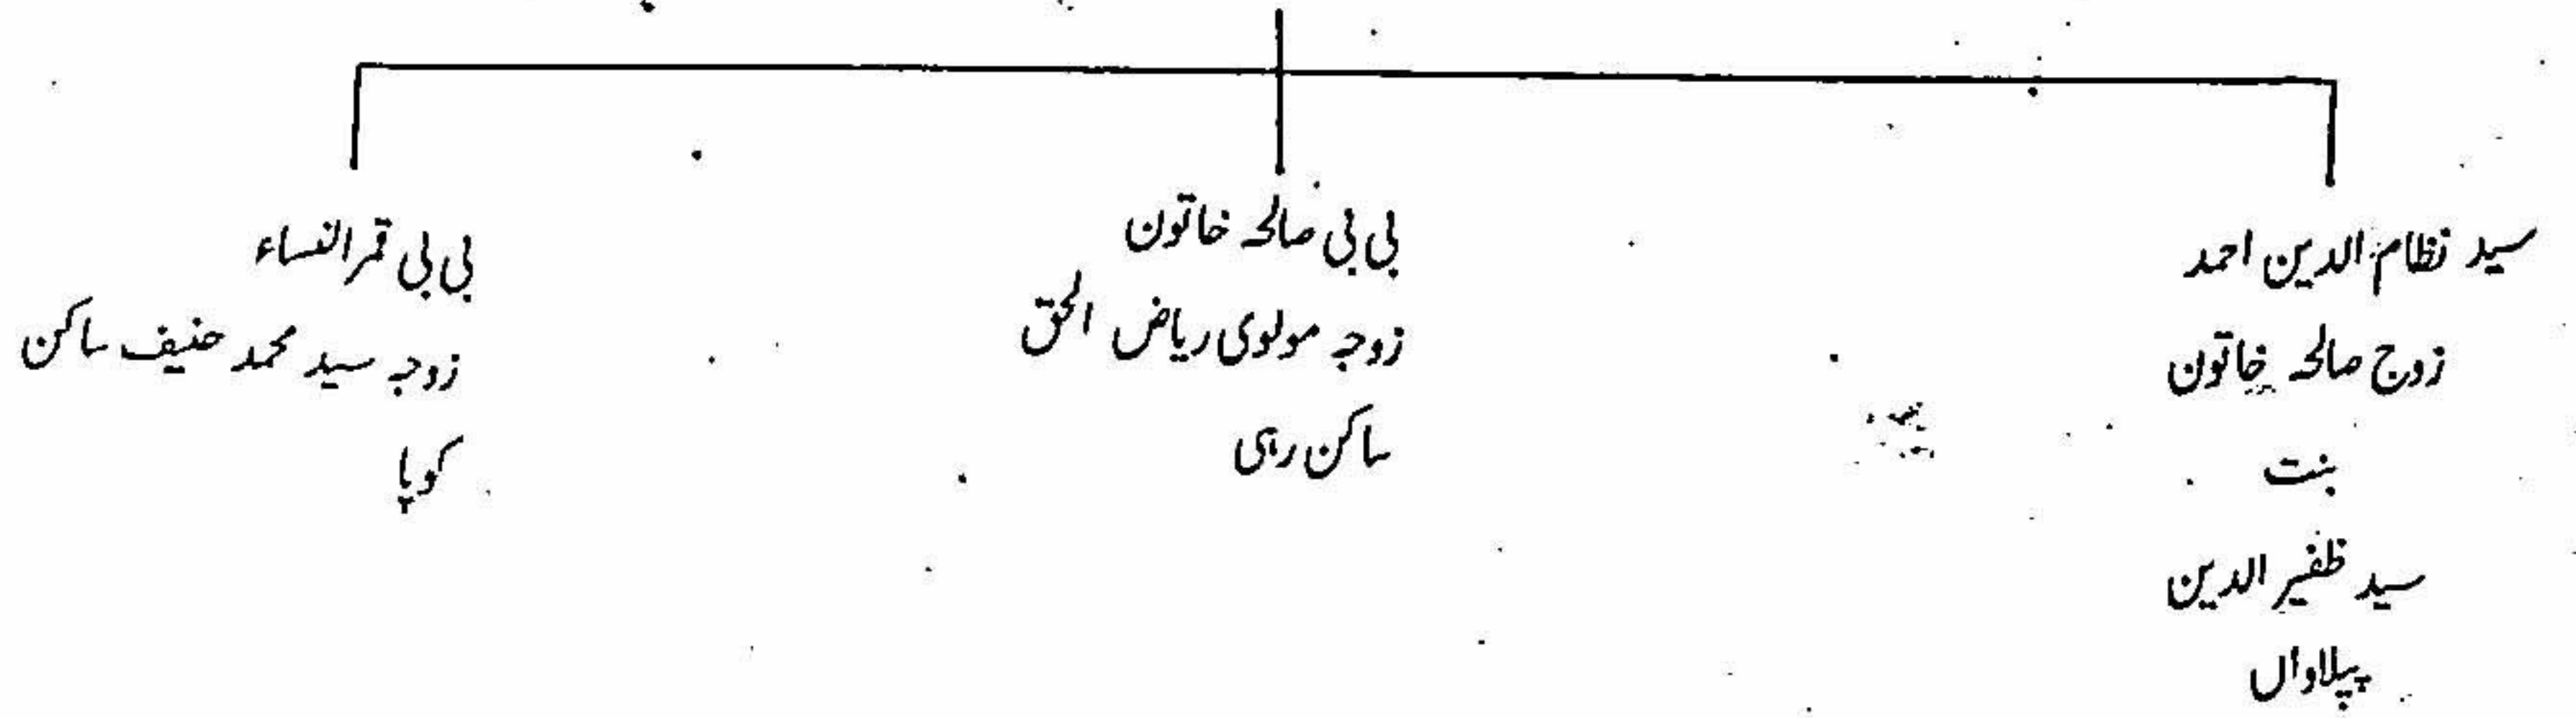 سید نظام الدین احمد
زوج صالحہ خاتون
بنت
سید ظفیر الدین
پیلاواں
بی بی صالحہ خاتون
زوجہ مولوی ریاض الحق
ساکن رہی
بی بی قمر النساء
زوجہ سید محمد حنیف ساکن
کوپا